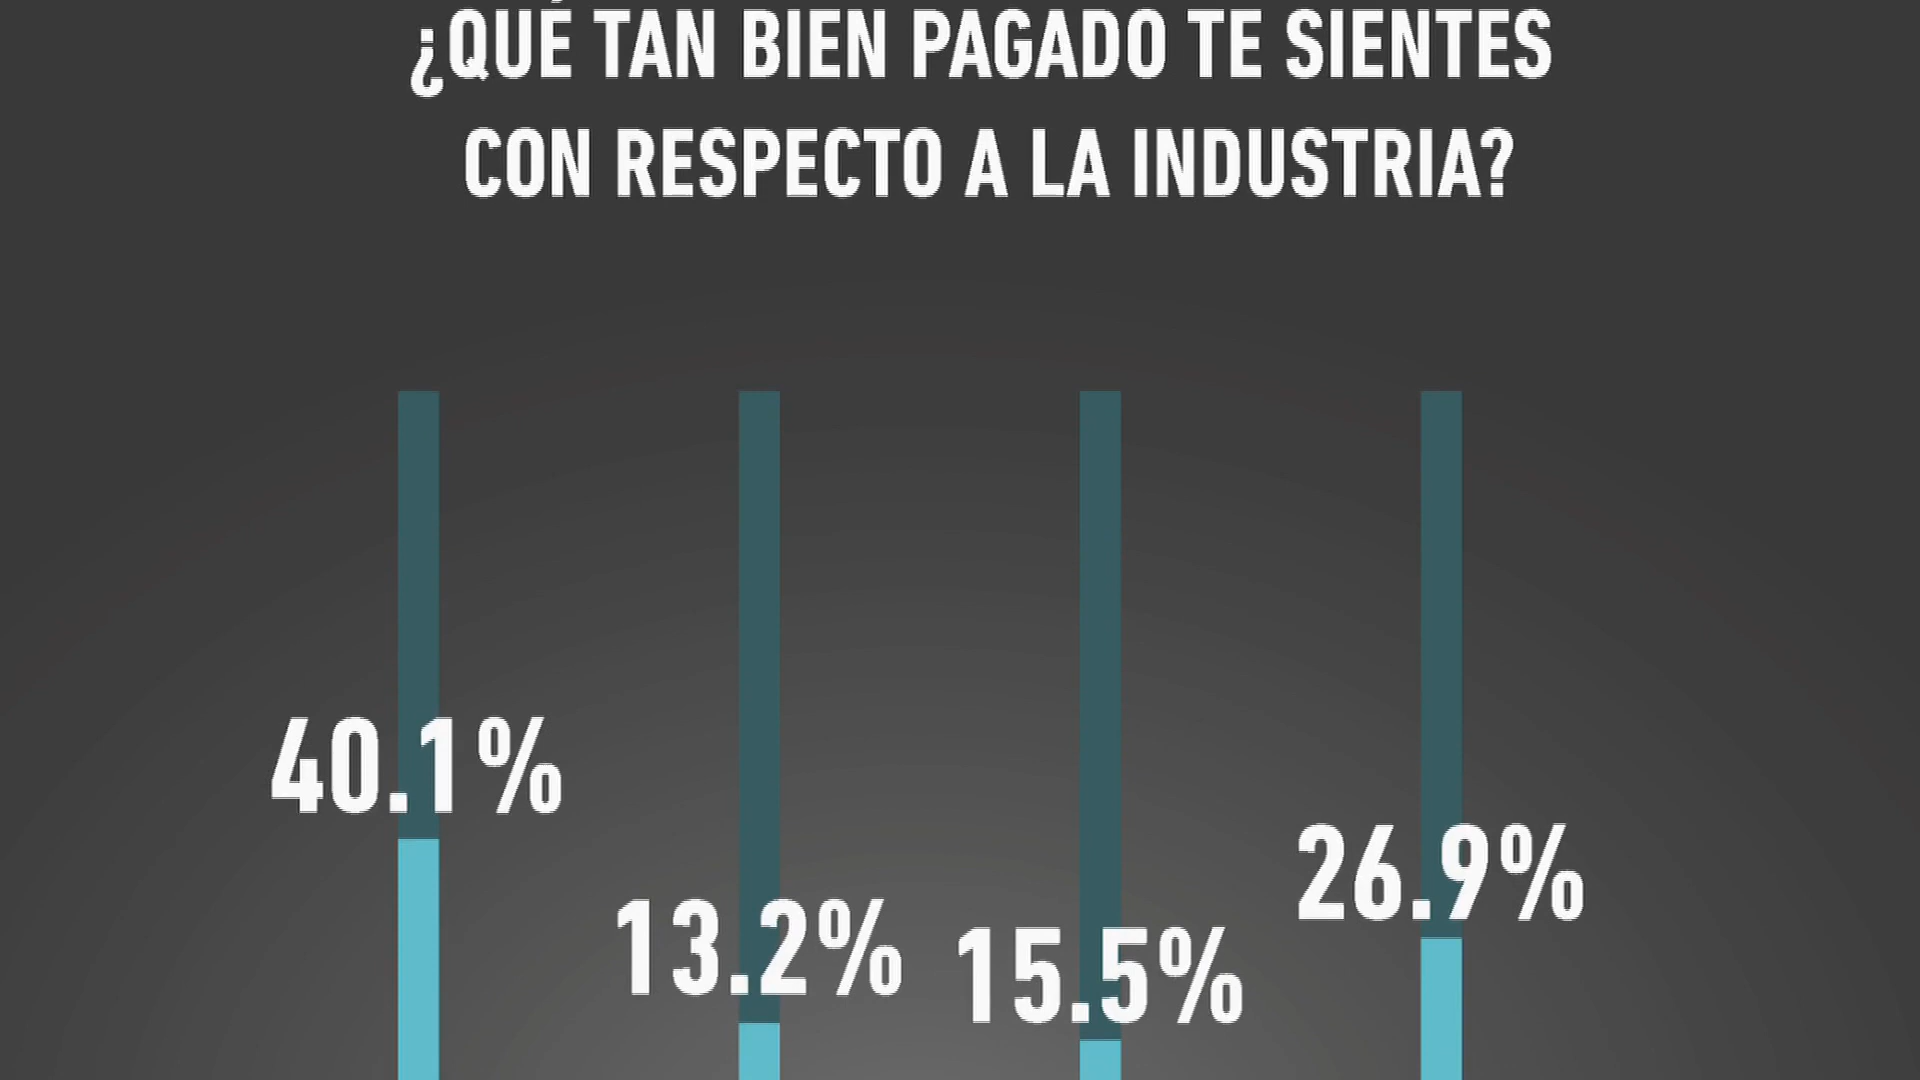 ¿QUÉ TAN BIEN PAGADO TE SIENTES
CON RESPECTO A LA INDUSTRIA?
40.1%
13.2%
15.5%
26.9%